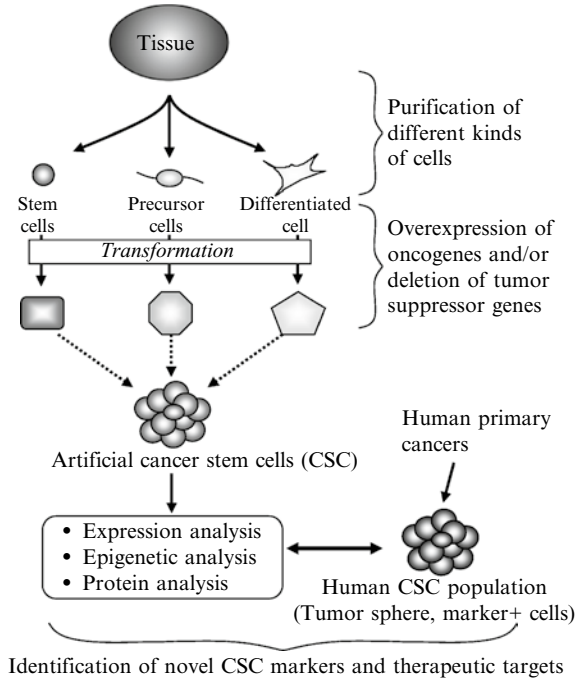 Tissue
Purification of
different kinds
of cells
Stem
cells
Precursor
cells
Differentiated
cell
Transformation
Overexpression of
oncogenes and/or
deletion of tumor
suppressor genes
Artificial cancer stem cells (CSC)
Human primary
cancers
• Expression analysis
• Epigenetic analysis
• Protein analysis
Human CSC population
(Tumor sphere, marker+ cells)
Identification of novel CSC markers and therapeutic targets